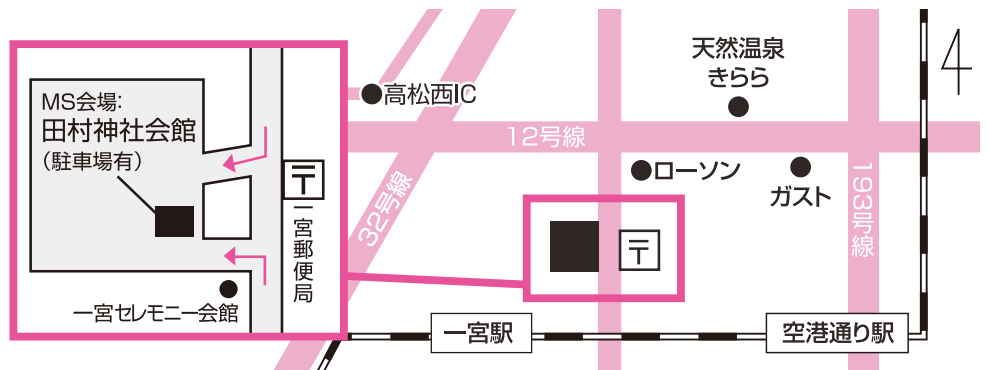 MS会場:
田村神社会館
（駐車場有）
〒
一宮郵便局
一宮セレモニー会館
高松西IC
32号線
12号線
天然温泉
きらら
ローソン
ガスト
193号線
〒
一宮駅
空港通り駅
4